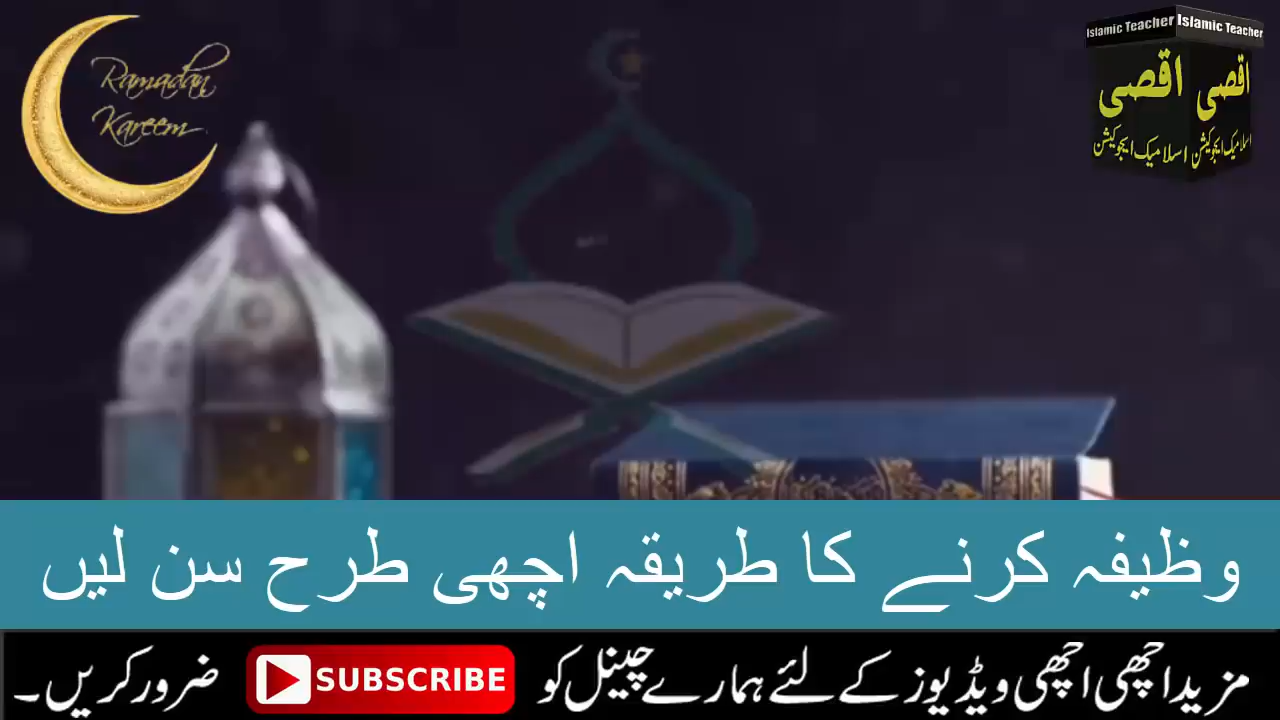 Ramadan
Kareem
Islamic Teacher Islamic Teacher
اقصی اقصی
اسلامیک ایجوکیشن اسلامیک ایجوکیشن
وظیفہ کرنے کا طریقہ اچھی طرح سن لیں
مزید اچھی اچھی ویڈیوز کے لئے ہمارے چینل کو SUBSCRIBE ضرور کریں۔